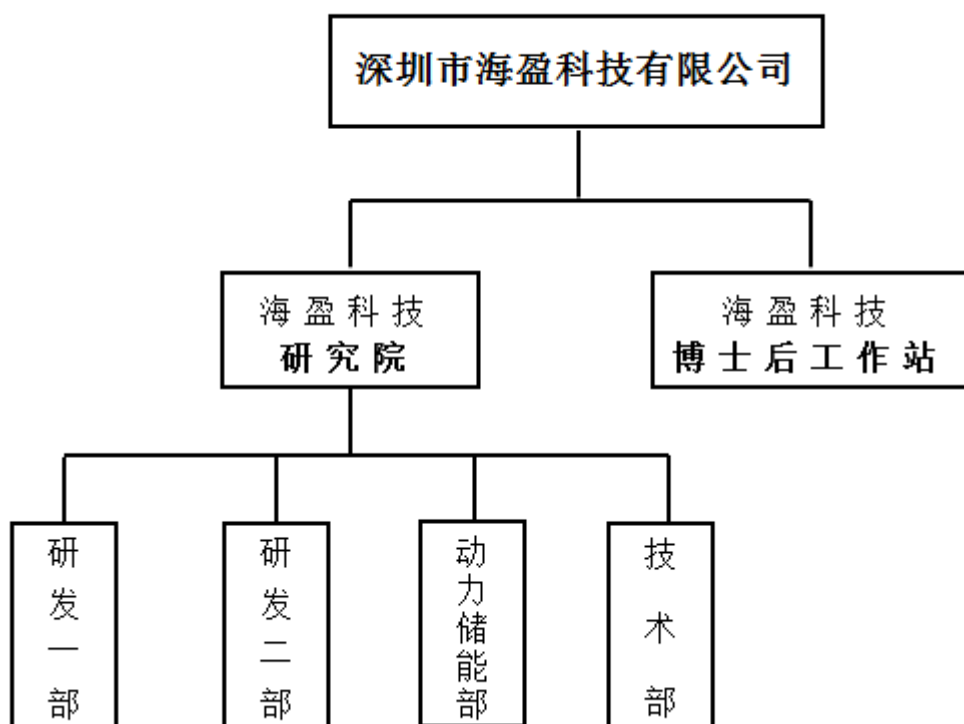 深圳市海盈科技有限公司
海盈科技
研究院
海盈科技
博士后工作站
研发一部
研发二部
动力储能部
技术部